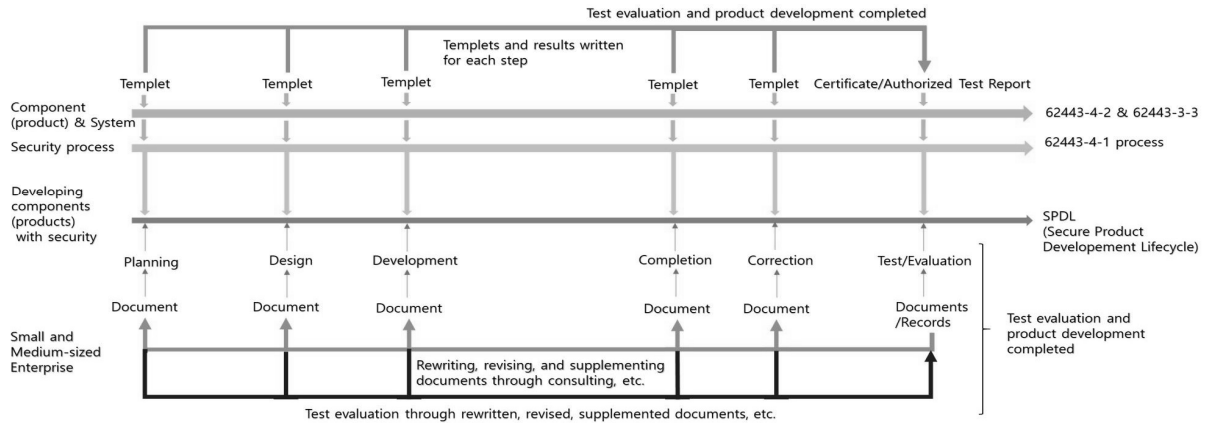 Test evaluation and product development completed
Templets and results written
for each step
Templet
Templet
Templet
Templet
Templet
Certificate/Authorized Test Report
Component
(product) & System
62443-4-2 & 62443-3-3
Security process
62443-4-1 process
Developing
components
(products)
with security
SPDL
(Secure Product
Developement Lifecycle)
Planning
Design
Development
Completion
Correction
Test/Evaluation
Document
Document
Document
Document
Document
Documents
/Records
Test evaluation and
product development
completed
Small and
Medium-sized
Enterprise
Rewriting, revising, and supplementing
documents through consulting, etc.
Test evaluation through rewritten, revised, supplemented documents, etc.